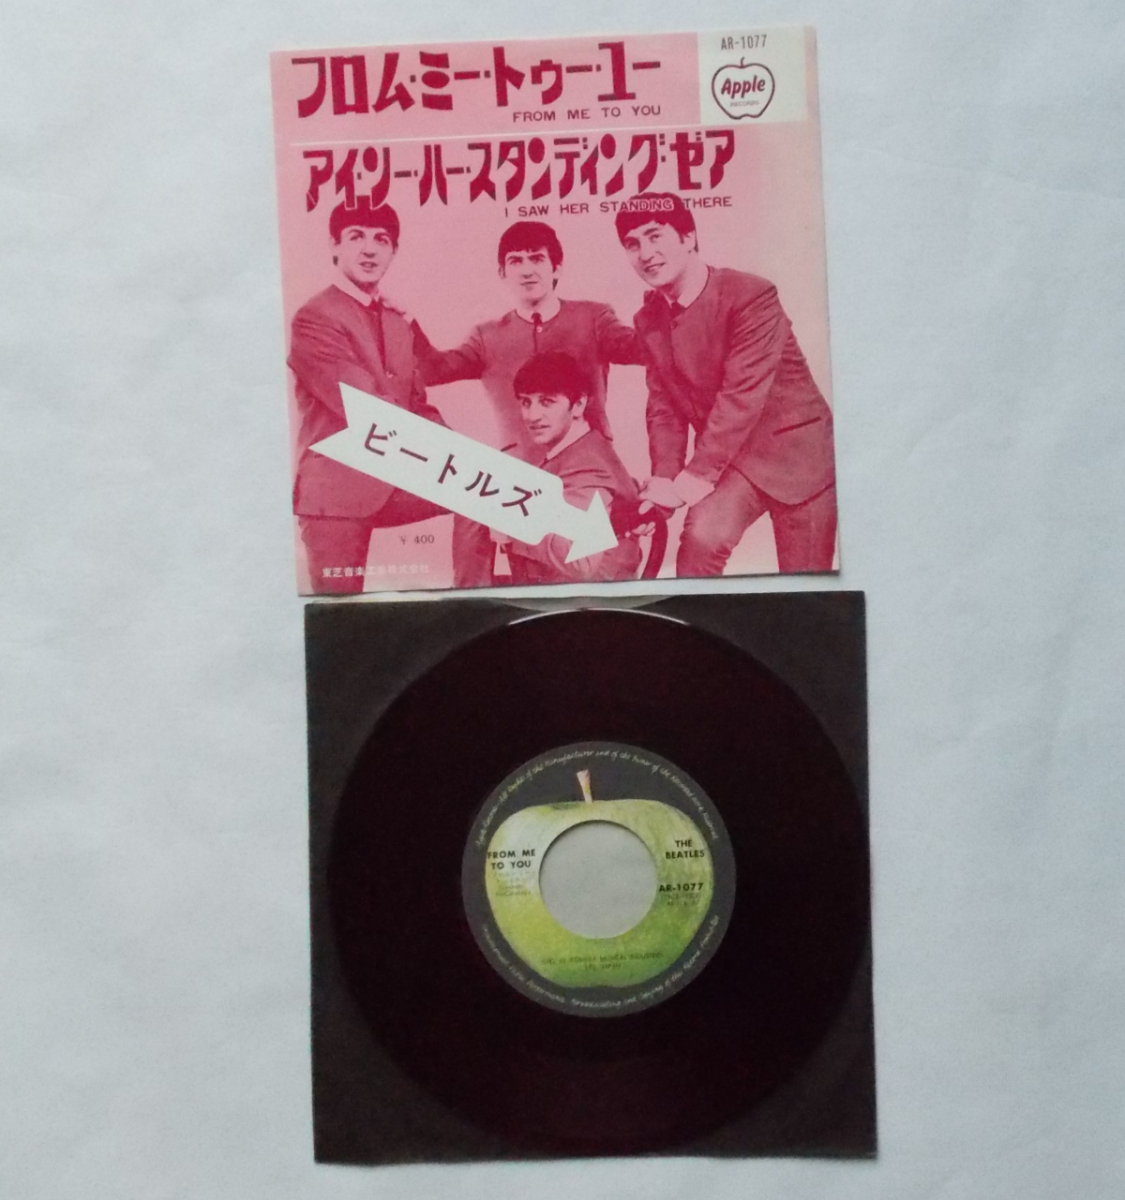 AR-1077
Apple
RECORDS
フロム・ミー・トゥー・ユー
FROM ME TO YOU
アイ・ソー・ハー・スタンディング・ゼア
I SAW HER STANDING THERE
ビートルズ
¥ 400
東芝音楽工業株式会社
FROM ME
TO YOU
THE
BEATLES
AR-1077